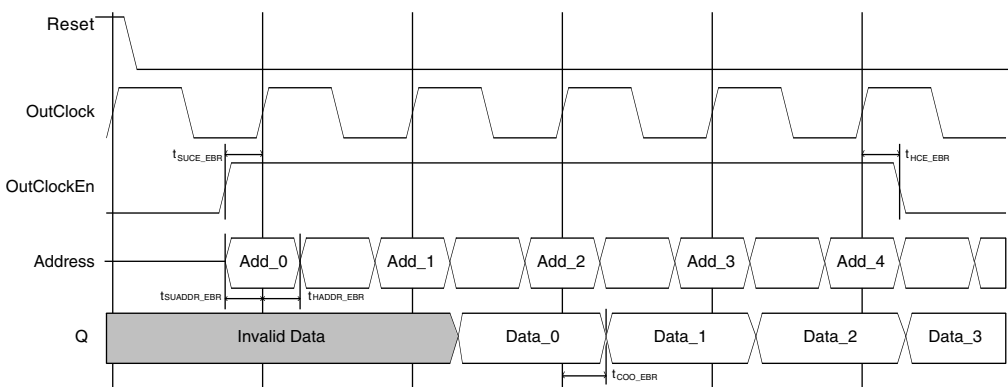 Reset
OutClock
tSUCE_EBR
tHCE_EBR
OutClockEn
Address
Add_0
Add_1
Add_2
Add_3
Add_4
tSUADDR_EBR
tHADDR_EBR
Q
Invalid Data
Data_0
Data_1
Data_2
Data_3
tCOO_EBR